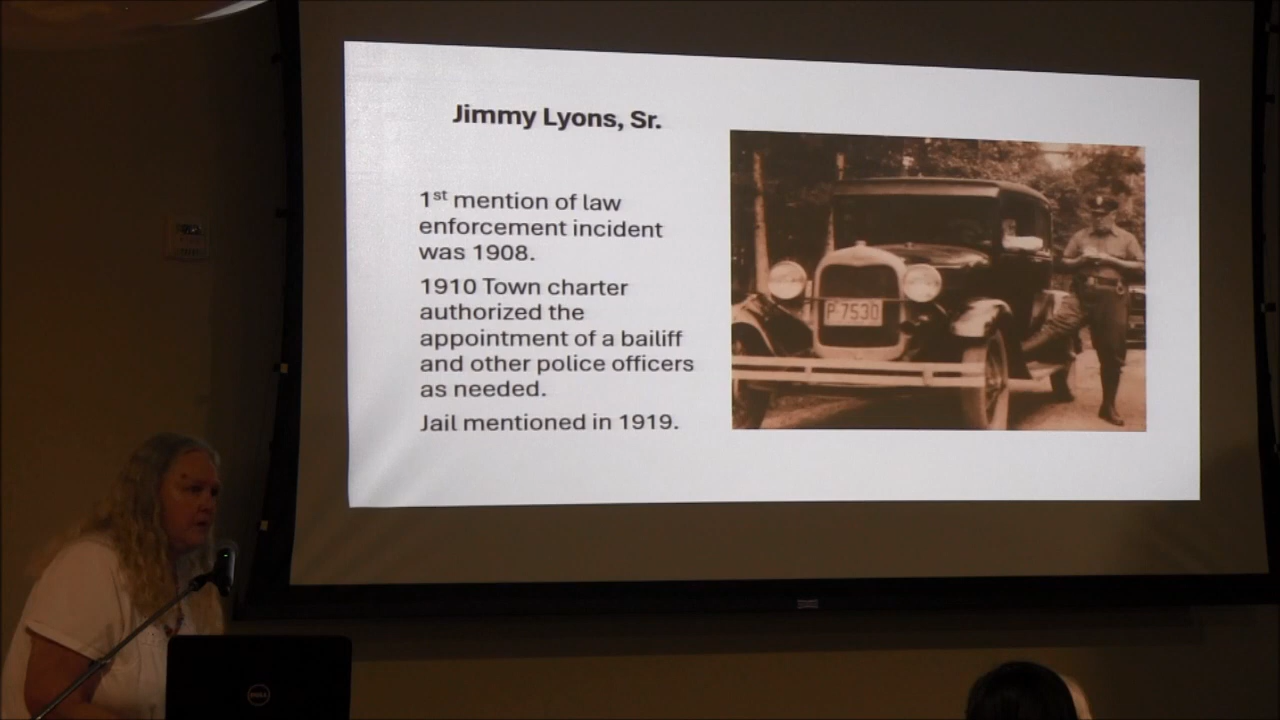 Jimmy Lyons, Sr.
1st mention of law
enforcement incident
was 1908.
1910 Town charter
authorized the
appointment of a bailiff
and other police officers
as needed.
Jail mentioned in 1919.
P-7530
DELL